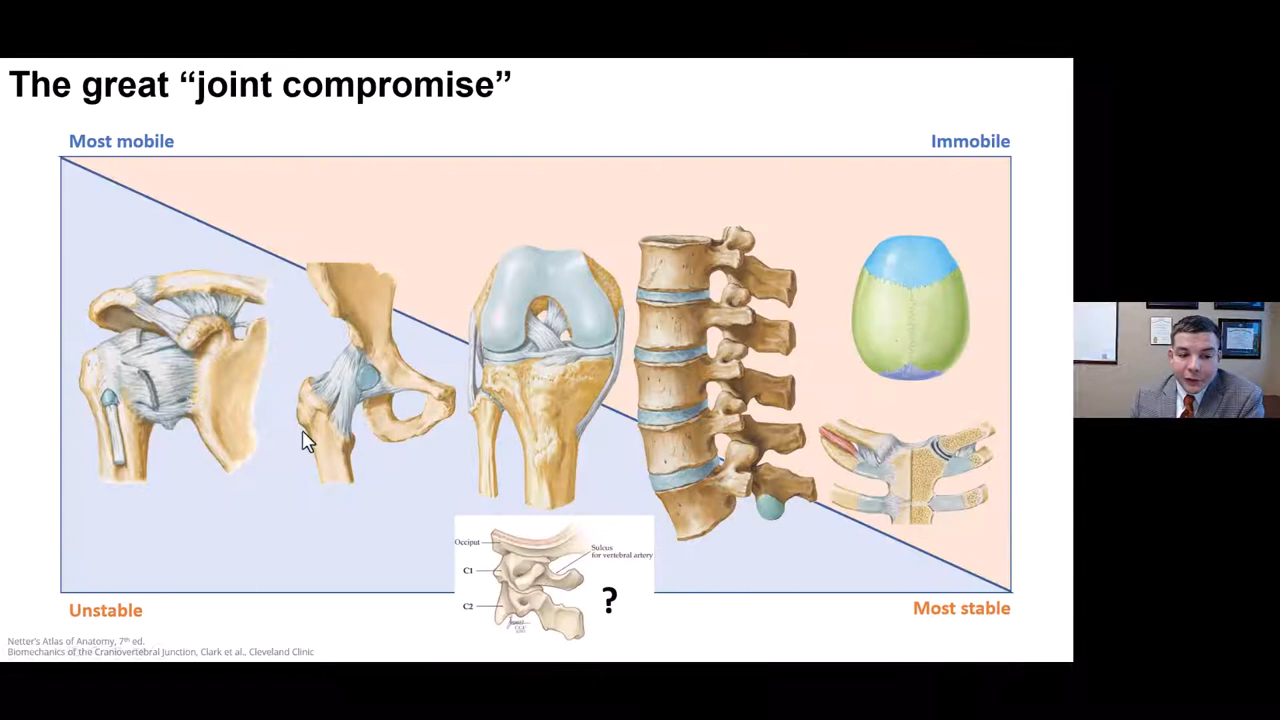 The great “joint compromise”
Most mobile
Immobile
Occiput
Sulcus
for vertebral artery
C1
C2
?
Unstable
Most stable
Netter's Atlas of Anatomy, 7th ed.
Biomechanics of the Craniovertebral Junction, Clark et al., Cleveland Clinic